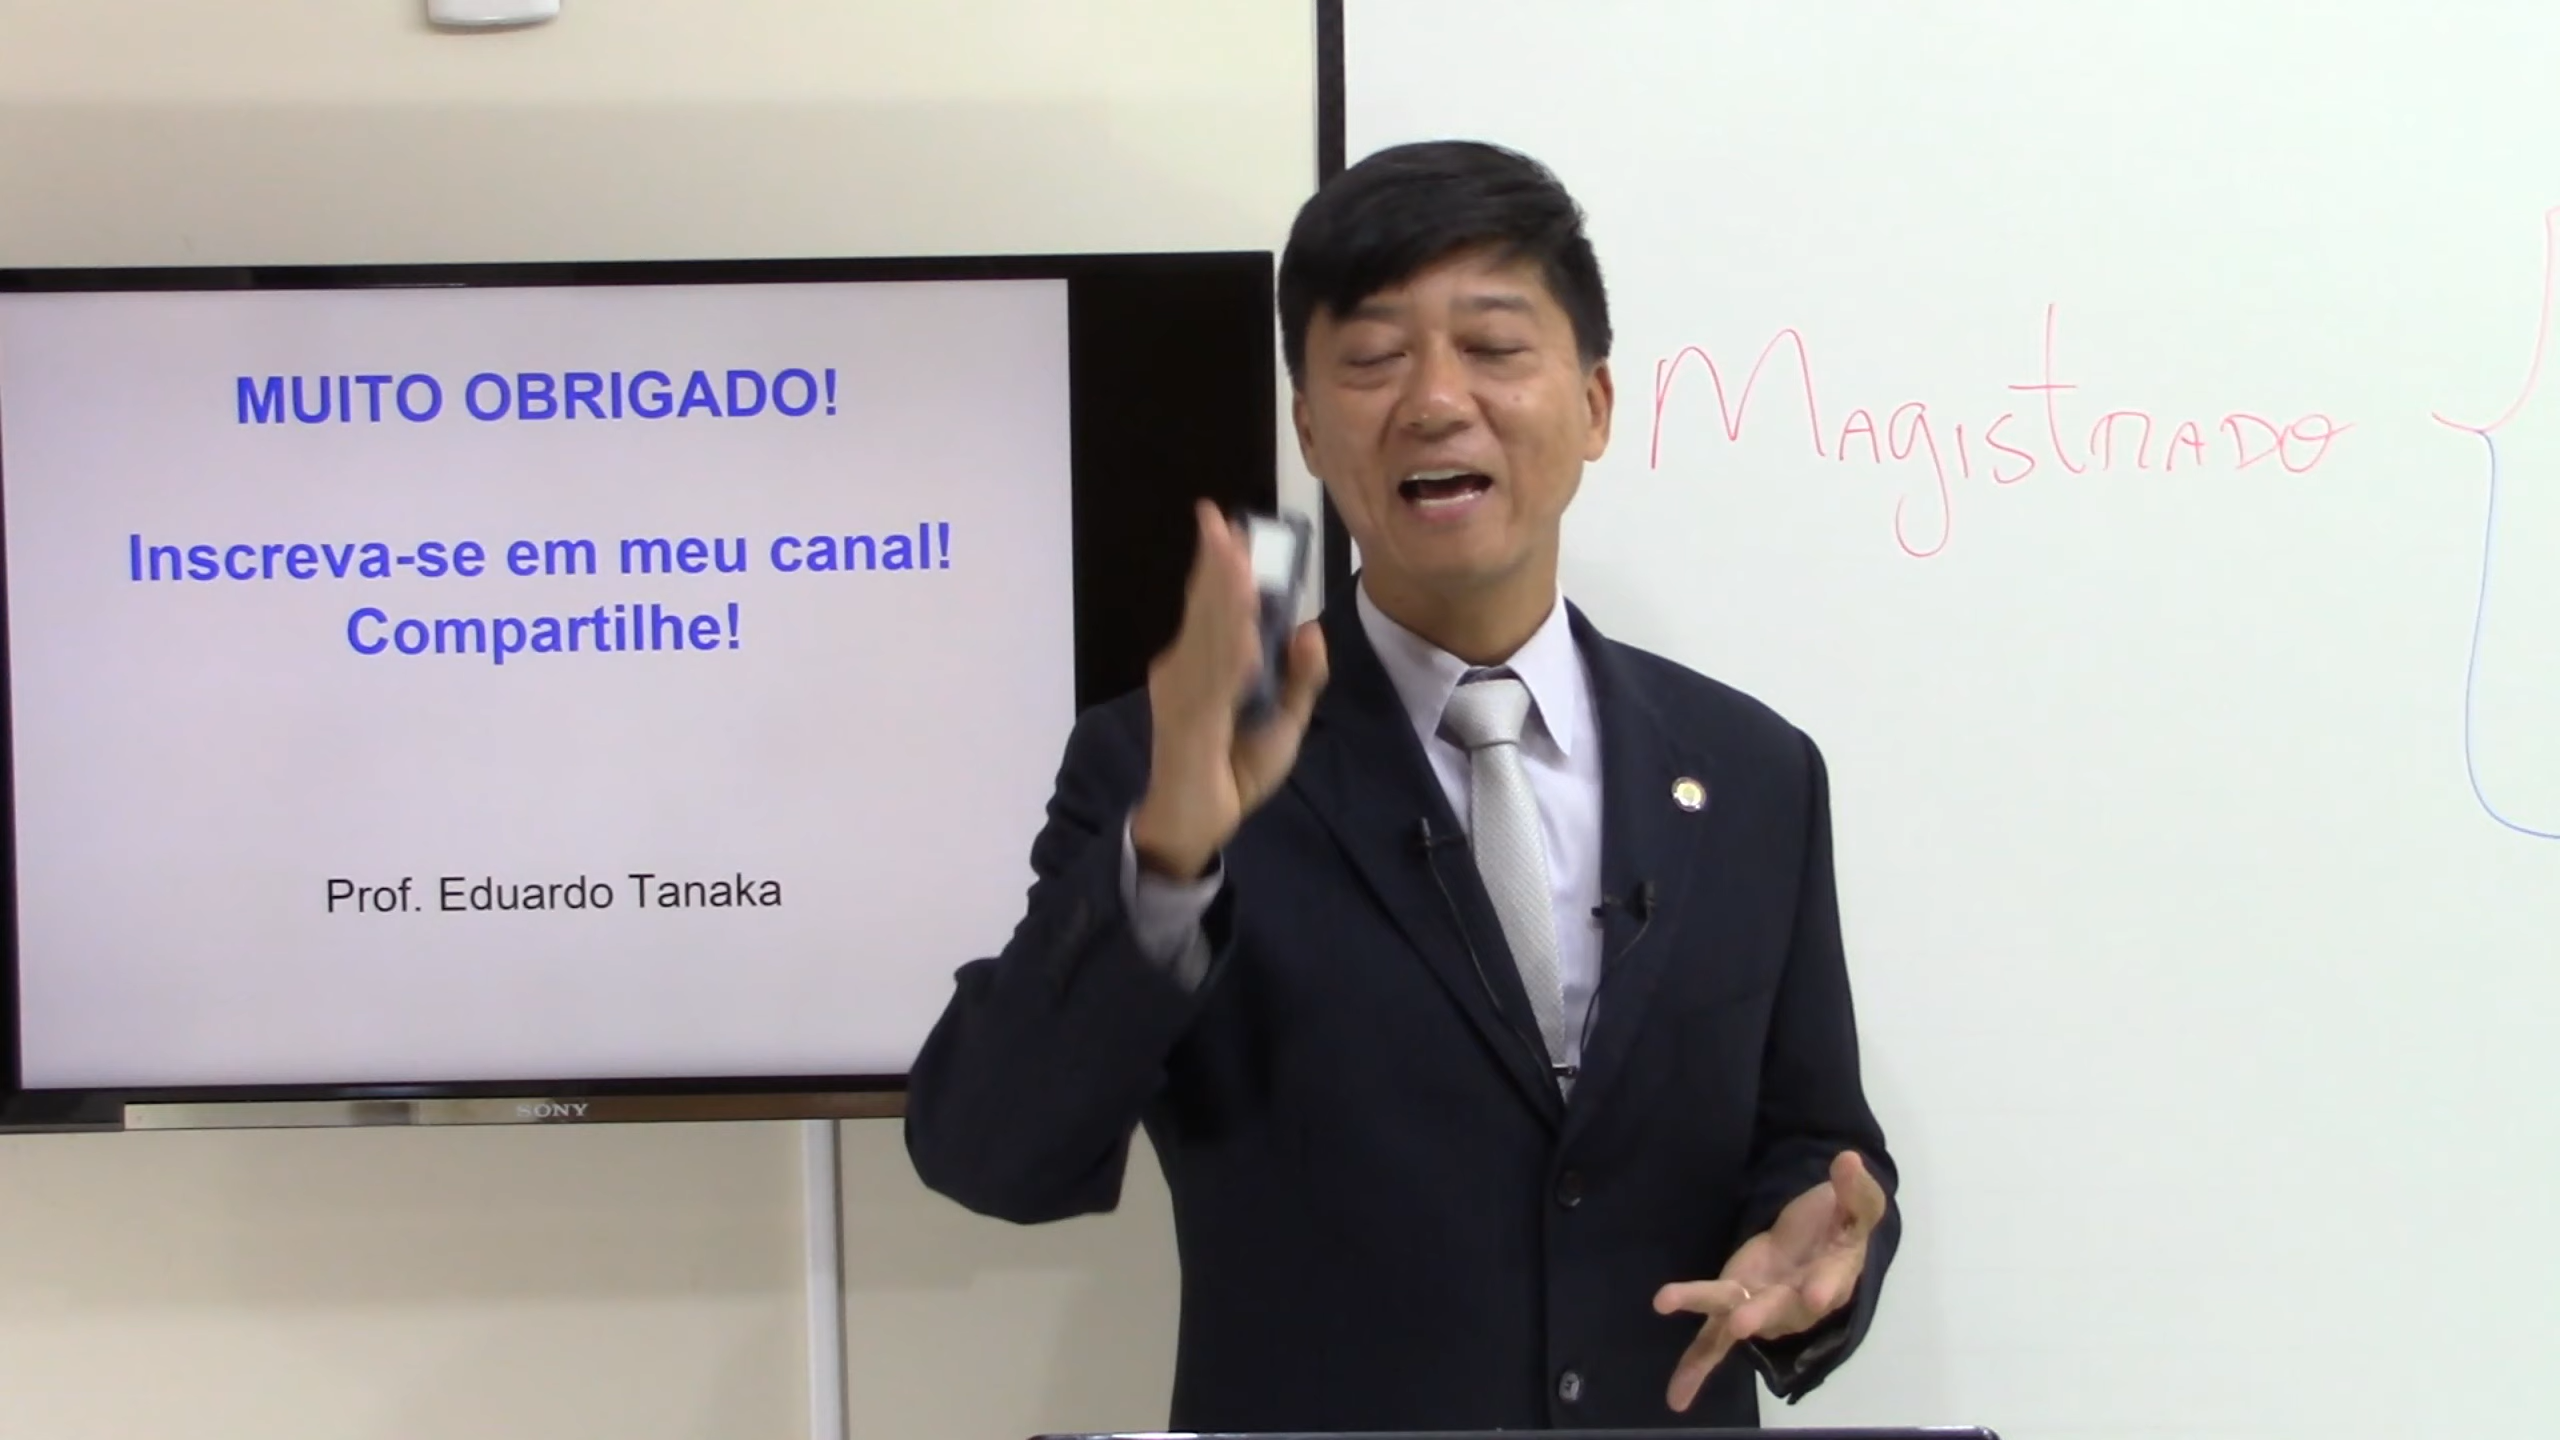 MUITO OBRIGADO!
Inscreva-se em meu canal!
Compartilhe!
Prof. Eduardo Tanaka
SONY
Magistrado